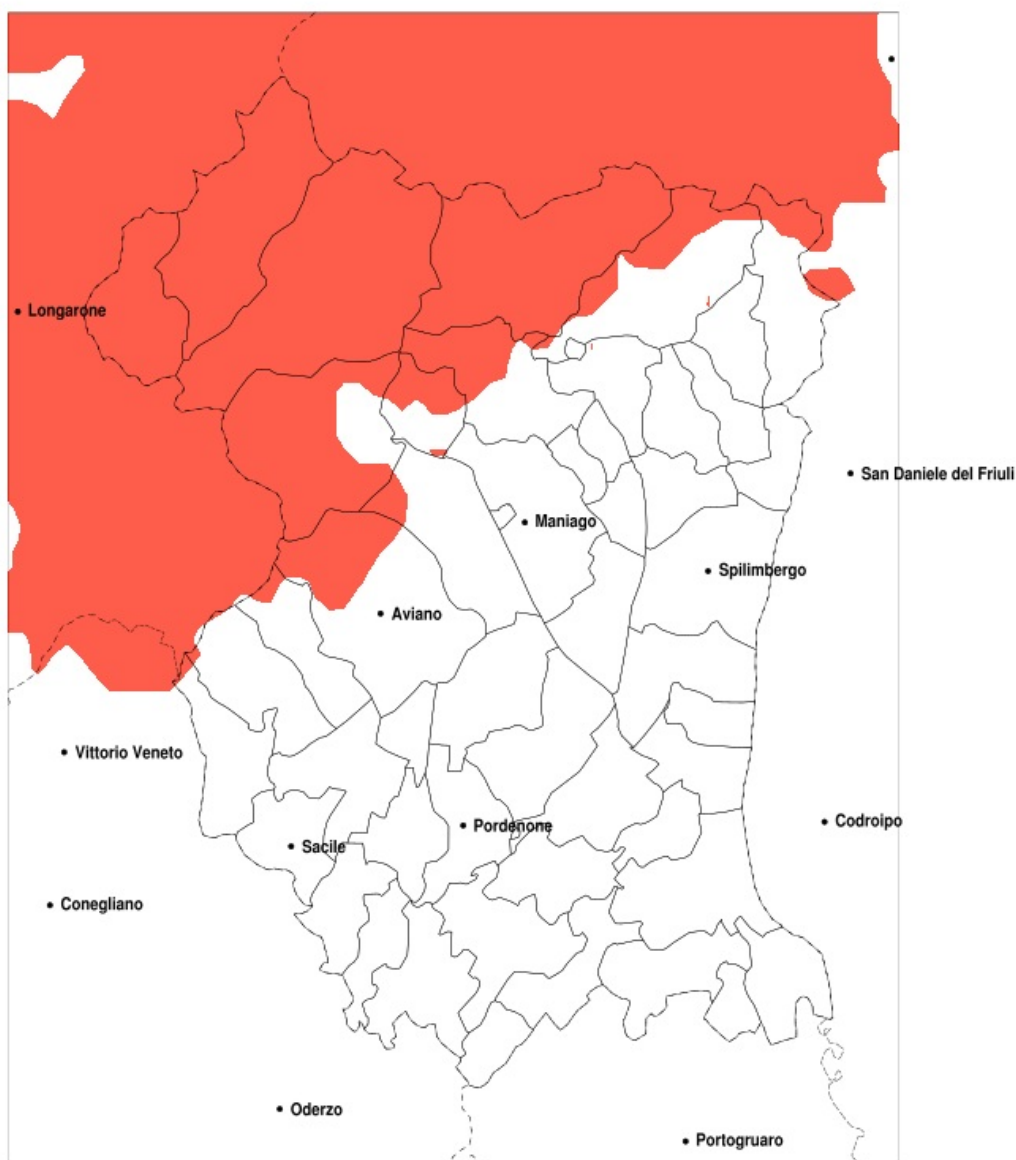 Longarone
San Daniele del Friuli
Maniago
Spilimbergo
Aviano
Vittorio Veneto
Pordenone
Codroipo
Sacile
Conegliano
Oderzo
Portogruaro